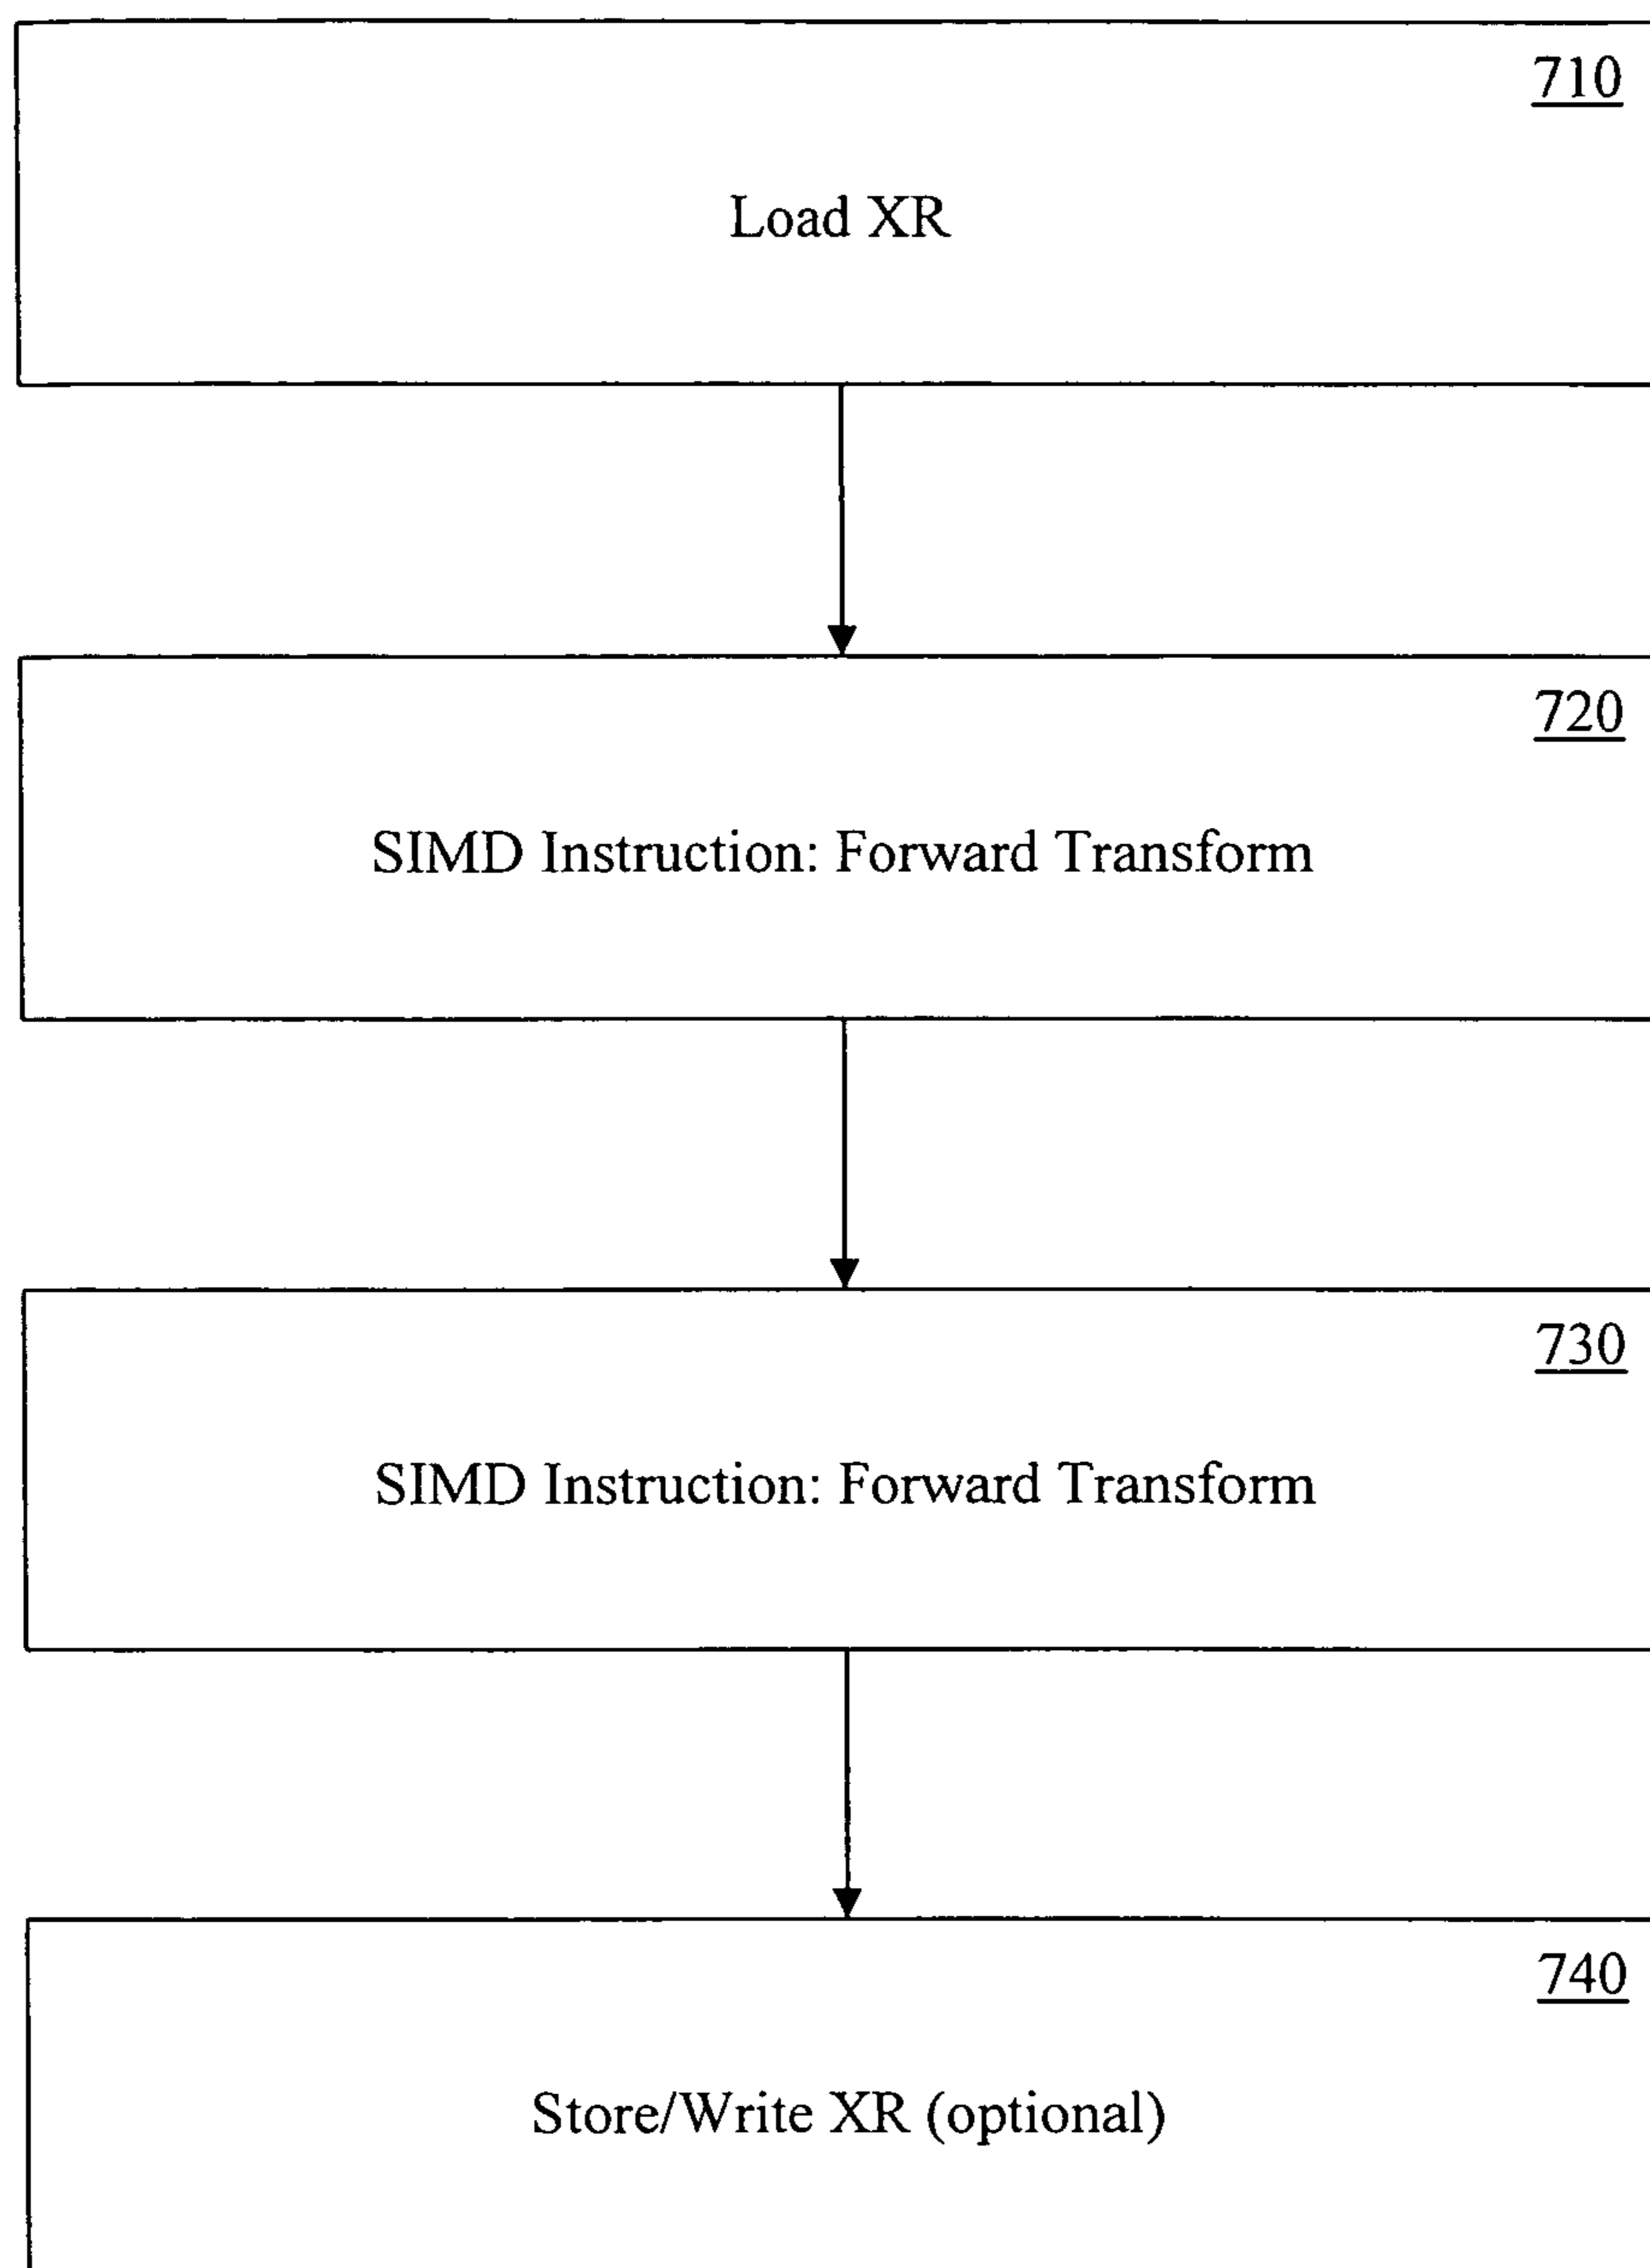 710
Load XR
720
SIMD Instruction: Forward Transform
730
SIMD Instruction: Forward Transform
740
Store/Write XR (optional)